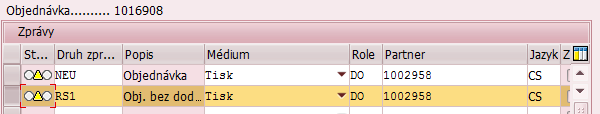 Objednávka.......... 1016908
Zprávy
St... Druh zpr... Popis Médium Role Partner Jazyk Z
NEU Objednávka Tisk DO 1002958 CS
RS1 Obj. bez dod... Tisk DO 1002958 CS